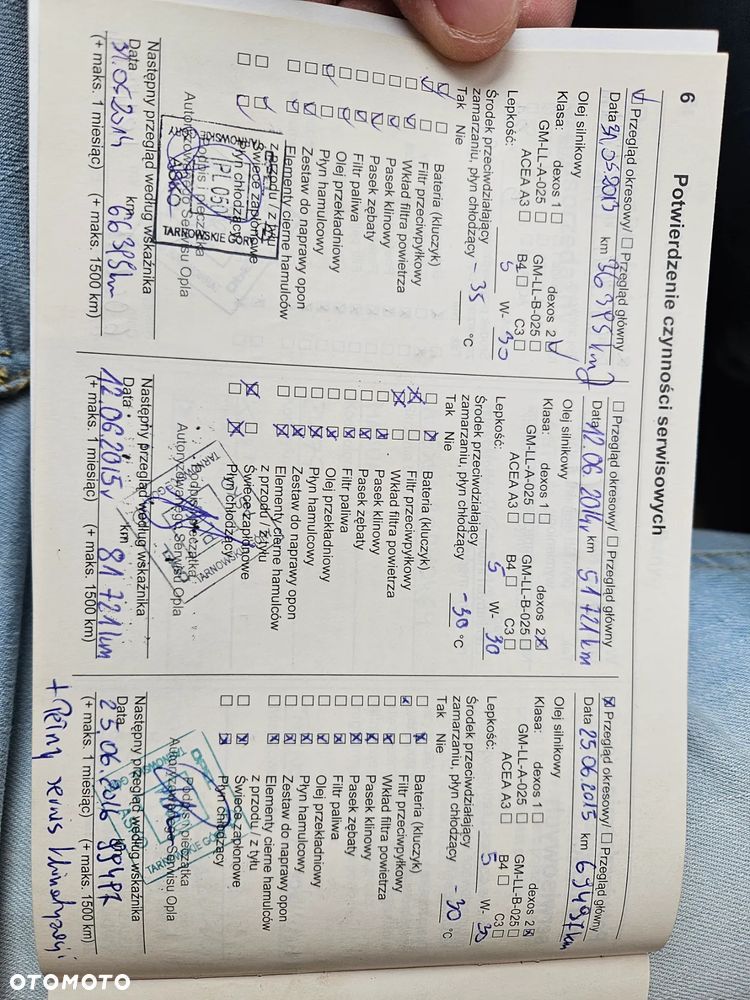 6
Potwierdzenie czynności serwisowych
Przegląd okresowy/ Przegląd główny
Data 31.05.2013 km
Olej silnikowy
Klasa: dexos 1 dexos 2
GM-LL-A-025 GM-LL-B-025
ACEA A3 B4 C3
Lepkość: 5 W- 30
Środek przeciwdziałający
zamarzaniu, płyn chłodzący - 35 °C
Tak Nie
Bateria (kluczyk)
Filtr przeciwpyłkowy
Wkład filtra powietrza
Pasek klinowy
Pasek zębaty
Filtr paliwa
Olej przekładniowy
Płyn hamulcowy
Zestaw do naprawy opon
Elementy cierne hamulców
z przodu / z tyłu
Świece zapłonowe
Płyn chłodzący
Podpis i pieczątka
Autoryzowanego Serwisu Opla
TARNOWSKIE GÓRY
Następny przegląd według wskaźnika
Data km
31.05.2014
(+ maks. 1 miesiąc) (+ maks. 1500 km)
Przegląd okresowy/ Przegląd główny
Data 12.06.2014r km 51 721 km
Olej silnikowy
Klasa: dexos 1 dexos 2
GM-LL-A-025 GM-LL-B-025
ACEA A3 B4 C3
Lepkość: 5 W- 30
Środek przeciwdziałający
zamarzaniu, płyn chłodzący -30 °C
Tak Nie
Bateria (kluczyk)
Filtr przeciwpyłkowy
Wkład filtra powietrza
Pasek klinowy
Pasek zębaty
Filtr paliwa
Olej przekładniowy
Płyn hamulcowy
Zestaw do naprawy opon
Elementy cierne hamulców
z przodu / z tyłu
Świece zapłonowe
Płyn chłodzący
Podpis i pieczątka
Autoryzowanego Serwisu Opla
Następny przegląd według wskaźnika
Data km
12.06.2015r 81 721 km
(+ maks. 1 miesiąc) (+ maks. 1500 km)
Przegląd okresowy/ Przegląd główny
Data 25.06.2015 km 69497 km
Olej silnikowy
Klasa: dexos 1 dexos 2
GM-LL-A-025 GM-LL-B-025
ACEA A3 B4 C3
Lepkość: 5 W- 30
Środek przeciwdziałający
zamarzaniu, płyn chłodzący -30 °C
Tak Nie
Bateria (kluczyk)
Filtr przeciwpyłkowy
Wkład filtra powietrza
Pasek klinowy
Pasek zębaty
Filtr paliwa
Olej przekładniowy
Płyn hamulcowy
Zestaw do naprawy opon
Elementy cierne hamulców
z przodu / z tyłu
Świece zapłonowe
Płyn chłodzący
Podpis i pieczątka
Autoryzowanego Serwisu Opla
TARNOWSKIE GÓRY
Następny przegląd według wskaźnika
Data km
25.06.2016 99497
(+ maks. 1 miesiąc) (+ maks. 1500 km)
+ Pełny serwis klimatyzacji
OTOMOTO